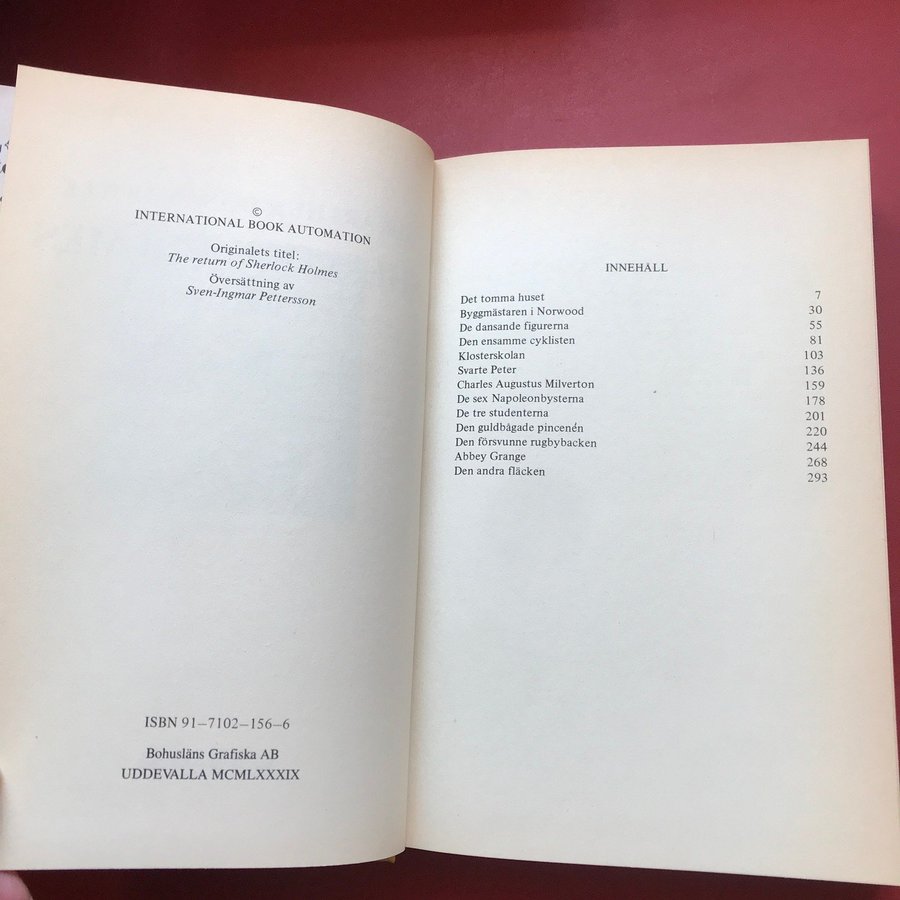 ©
INTERNATIONAL BOOK AUTOMATION
Originalets titel:
The return of Sherlock Holmes
Översättning av
Sven-Ingmar Pettersson
ISBN 91–7102–156–6
Bohusläns Grafiska AB
UDDEVALLA MCMLXXXIX
INNEHÅLL
Det tomma huset 7
Byggmästaren i Norwood 30
De dansande figurerna 55
Den ensamme cyklisten 81
Klosterskolan 103
Svarte Peter 136
Charles Augustus Milverton 159
De sex Napoleonbysterna 178
De tre studenterna 201
Den guldbågade pincenén 220
Den försvunne rugbybacken 244
Abbey Grange 268
Den andra fläcken 293